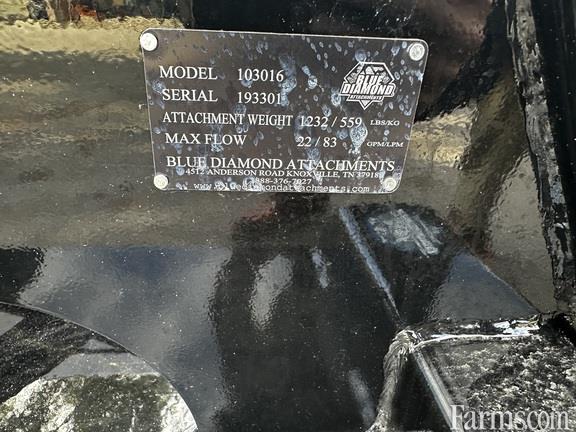 BLUE
DIAMOND
ATTACHMENTS
MODEL 103016
SERIAL 193301
ATTACHMENT WEIGHT 1232 / 559 LBS/KG
MAX FLOW 22 / 83 GPM/LPM
BLUE DIAMOND ATTACHMENTS
4512 ANDERSON ROAD KNOXVILLE, TN 37918
888-376-7027
www.bluediamondattachments.com
Farms.com